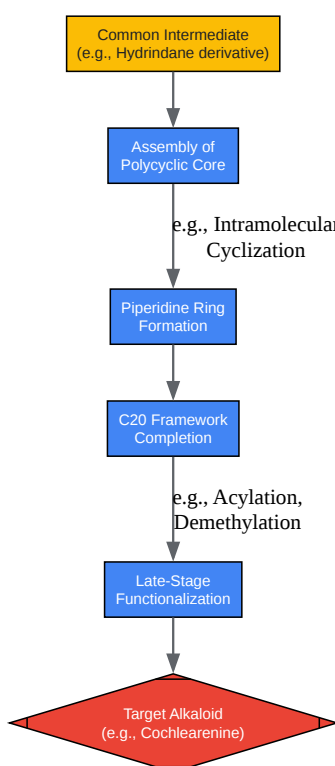 Common Intermediate
(e.g., Hydrindane derivative)
Assembly of
Polycyclic Core
e.g., Intramolecular
Cyclization
Piperidine Ring
Formation
C20 Framework
Completion
e.g., Acylation,
Demethylation
Late-Stage
Functionalization
Target Alkaloid
(e.g., Cochlearenine)